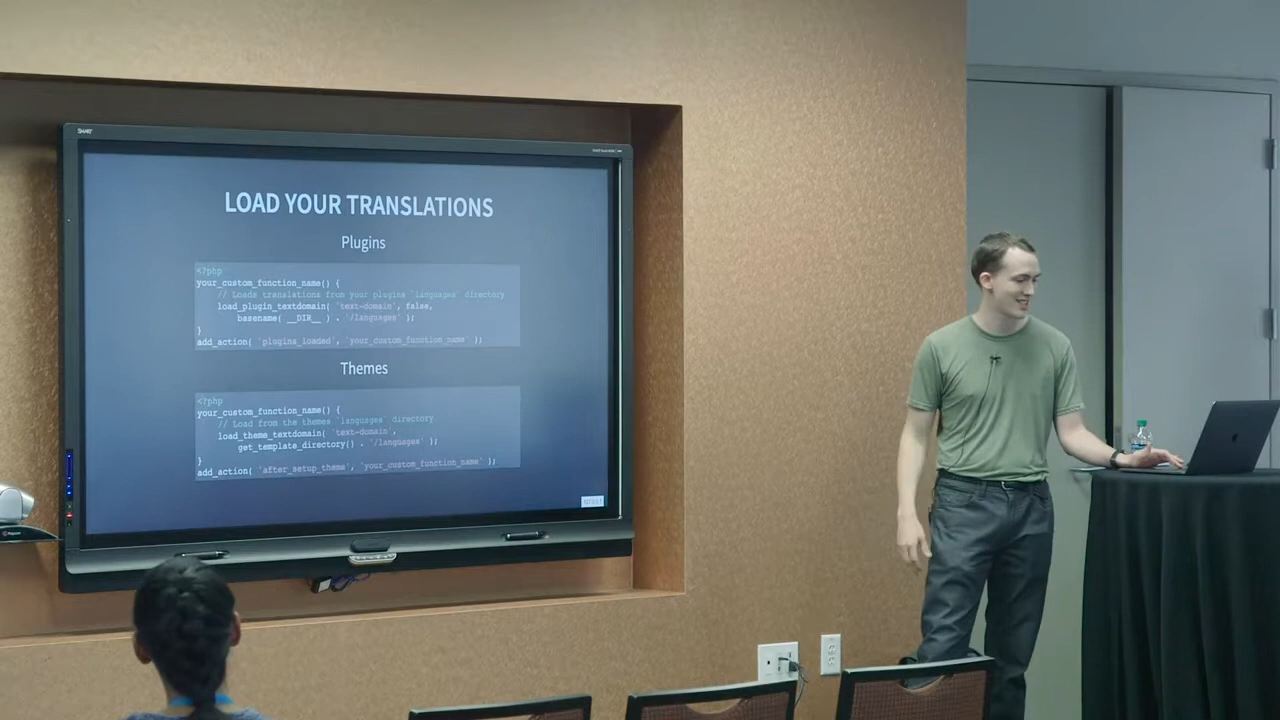 SMART
LOAD YOUR TRANSLATIONS
Plugins
<?php
your_custom_function_name() {
// Loads translations from your plugins `languages` directory
load_plugin_textdomain( 'text-domain', false,
basename( __DIR__ ) . '/languages' );
}
add_action( 'plugins_loaded', 'your_custom_function_name' );
Themes
<?php
your_custom_function_name() {
// Load from the themes `languages` directory
load_theme_textdomain( 'text-domain',
get_template_directory() . '/languages' );
}
add_action( 'after_setup_theme', 'your_custom_function_name' );